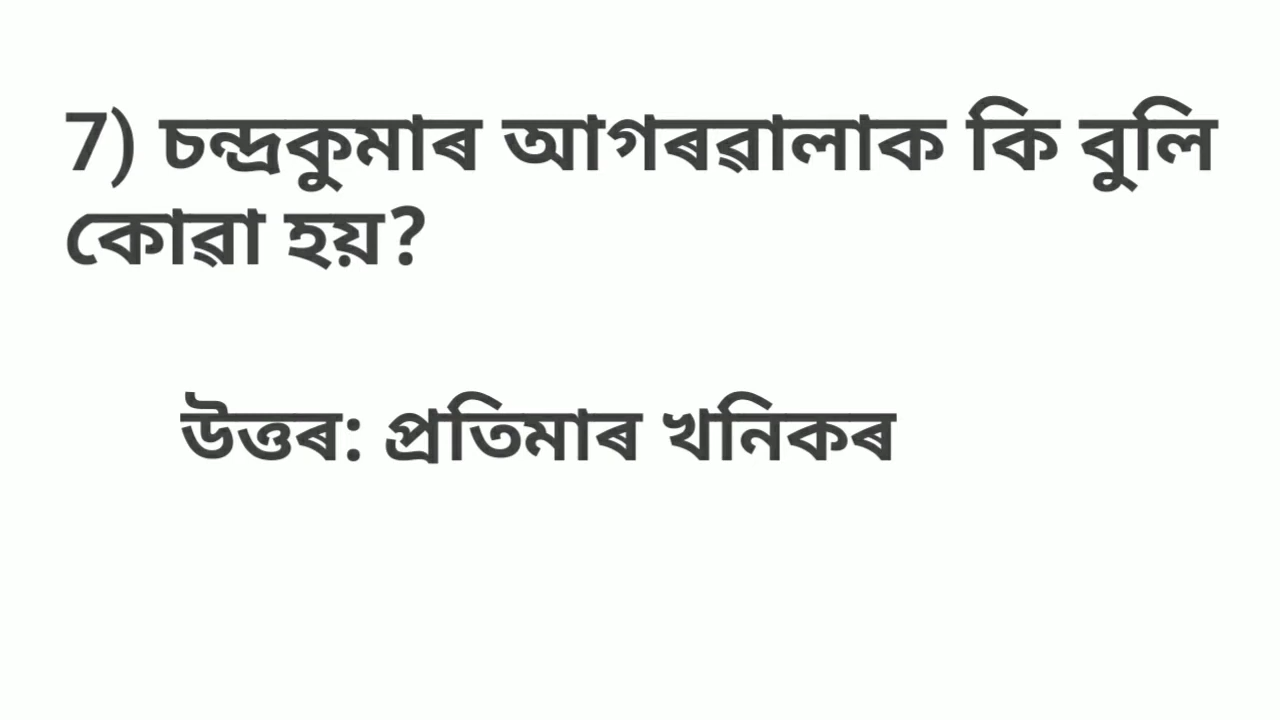 7) চন্দ্ৰকুমাৰ আগৰৱালাক কি বুলি
কোৱা হয়?
উত্তৰ: প্ৰতিমাৰ খনিকৰ